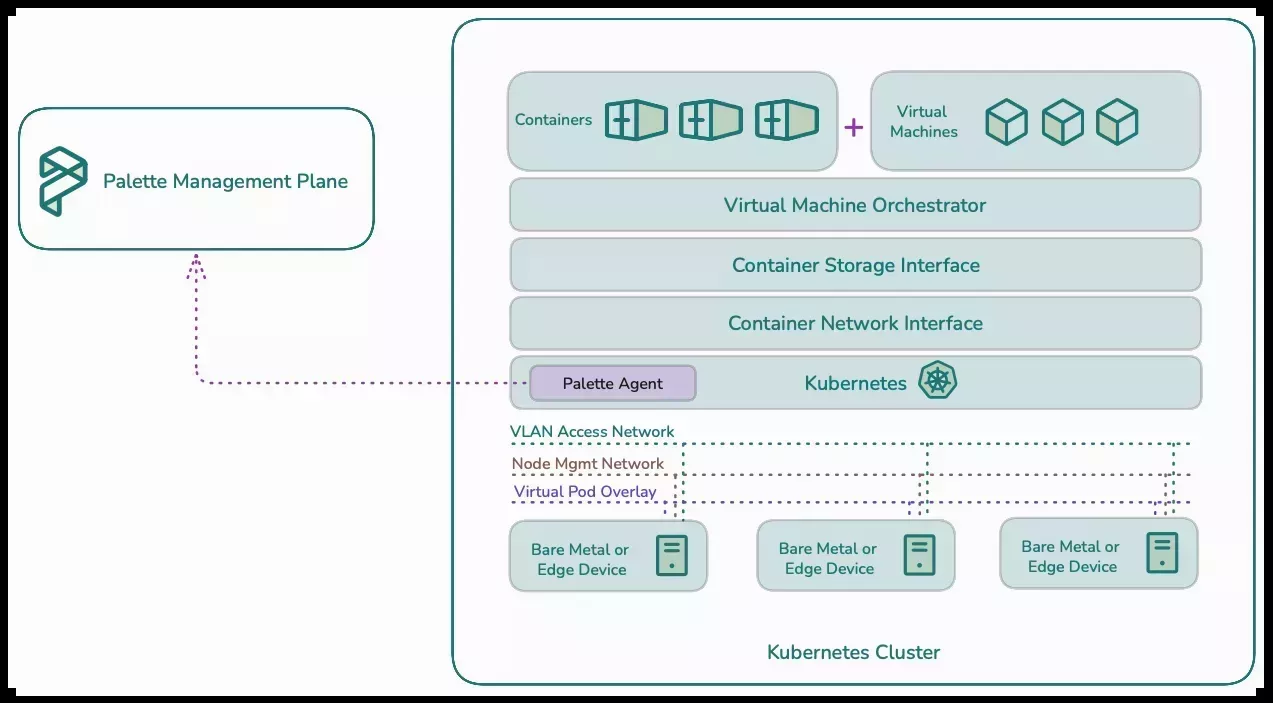 Palette Management Plane
Containers
Virtual
Machines
Virtual Machine Orchestrator
Container Storage Interface
Container Network Interface
Palette Agent
Kubernetes
VLAN Access Network
Node Mgmt Network
Virtual Pod Overlay
Bare Metal or
Edge Device
Bare Metal or
Edge Device
Bare Metal or
Edge Device
Kubernetes Cluster